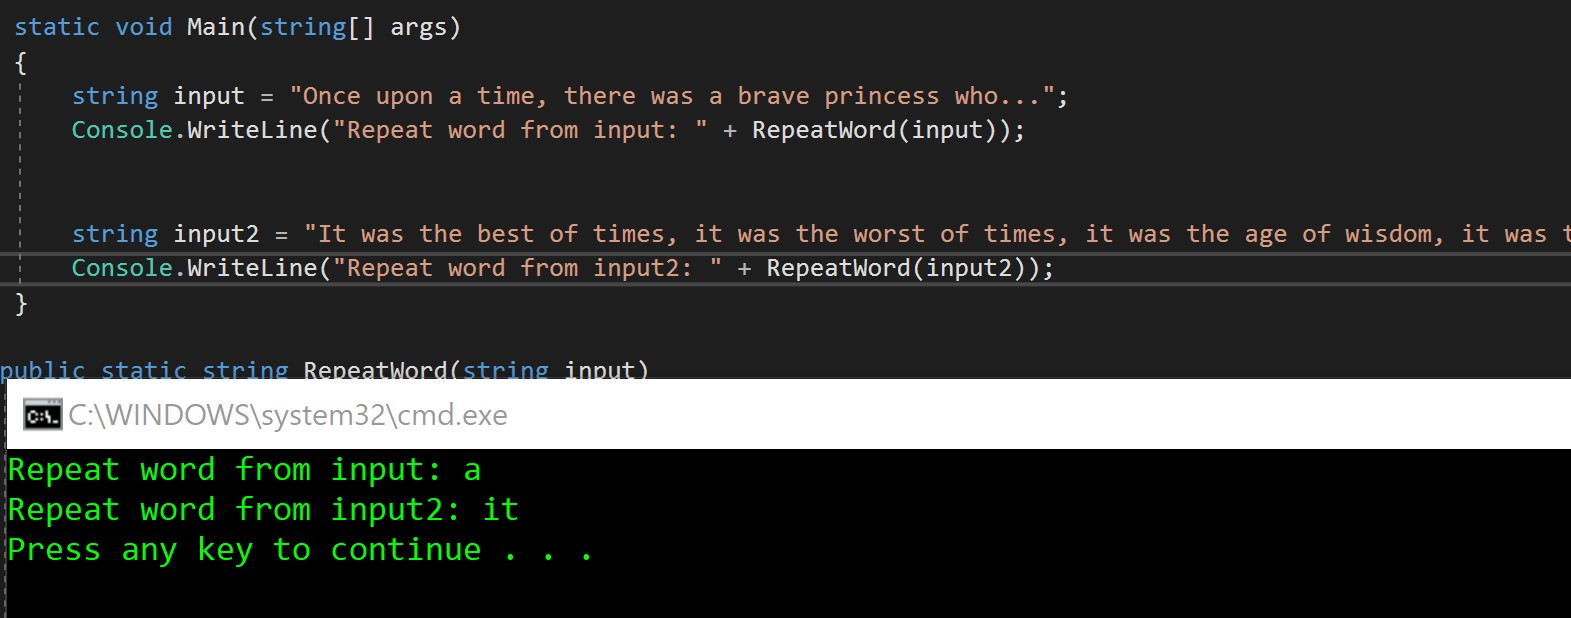 static void Main(string[] args)
{
string input = "Once upon a time, there was a brave princess who...";
Console.WriteLine("Repeat word from input: " + RepeatWord(input));
string input2 = "It was the best of times, it was the worst of times, it was the age of wisdom, it was
Console.WriteLine("Repeat word from input2: " + RepeatWord(input2));
}
public static string RepeatWord(string input)
C:\WINDOWS\system32\cmd.exe
Repeat word from input: a
Repeat word from input2: it
Press any key to continue . . .